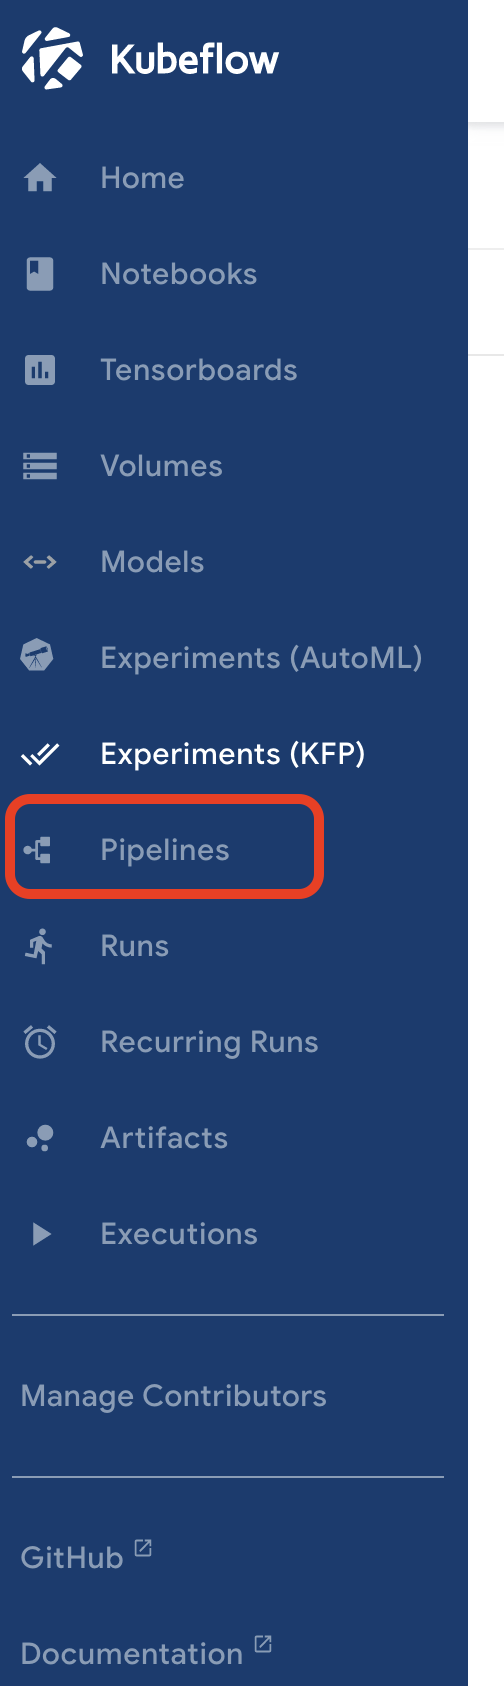 Kubeflow
Home
Notebooks
Tensorboards
Volumes
Models
Experiments (AutoML)
Experiments (KFP)
Pipelines
Runs
Recurring Runs
Artifacts
Executions
Manage Contributors
GitHub
Documentation